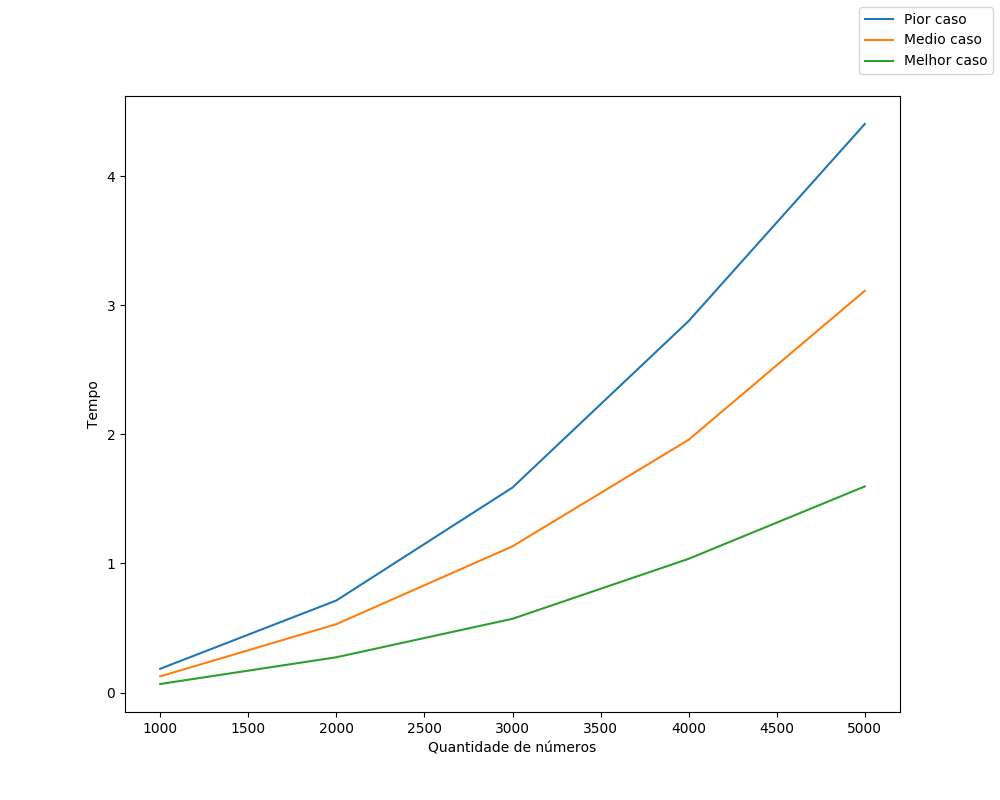 Pior caso
Medio caso
Melhor caso
4
3
2
1
0
Tempo
1000 1500 2000 2500 3000 3500 4000 4500 5000
Quantidade de números